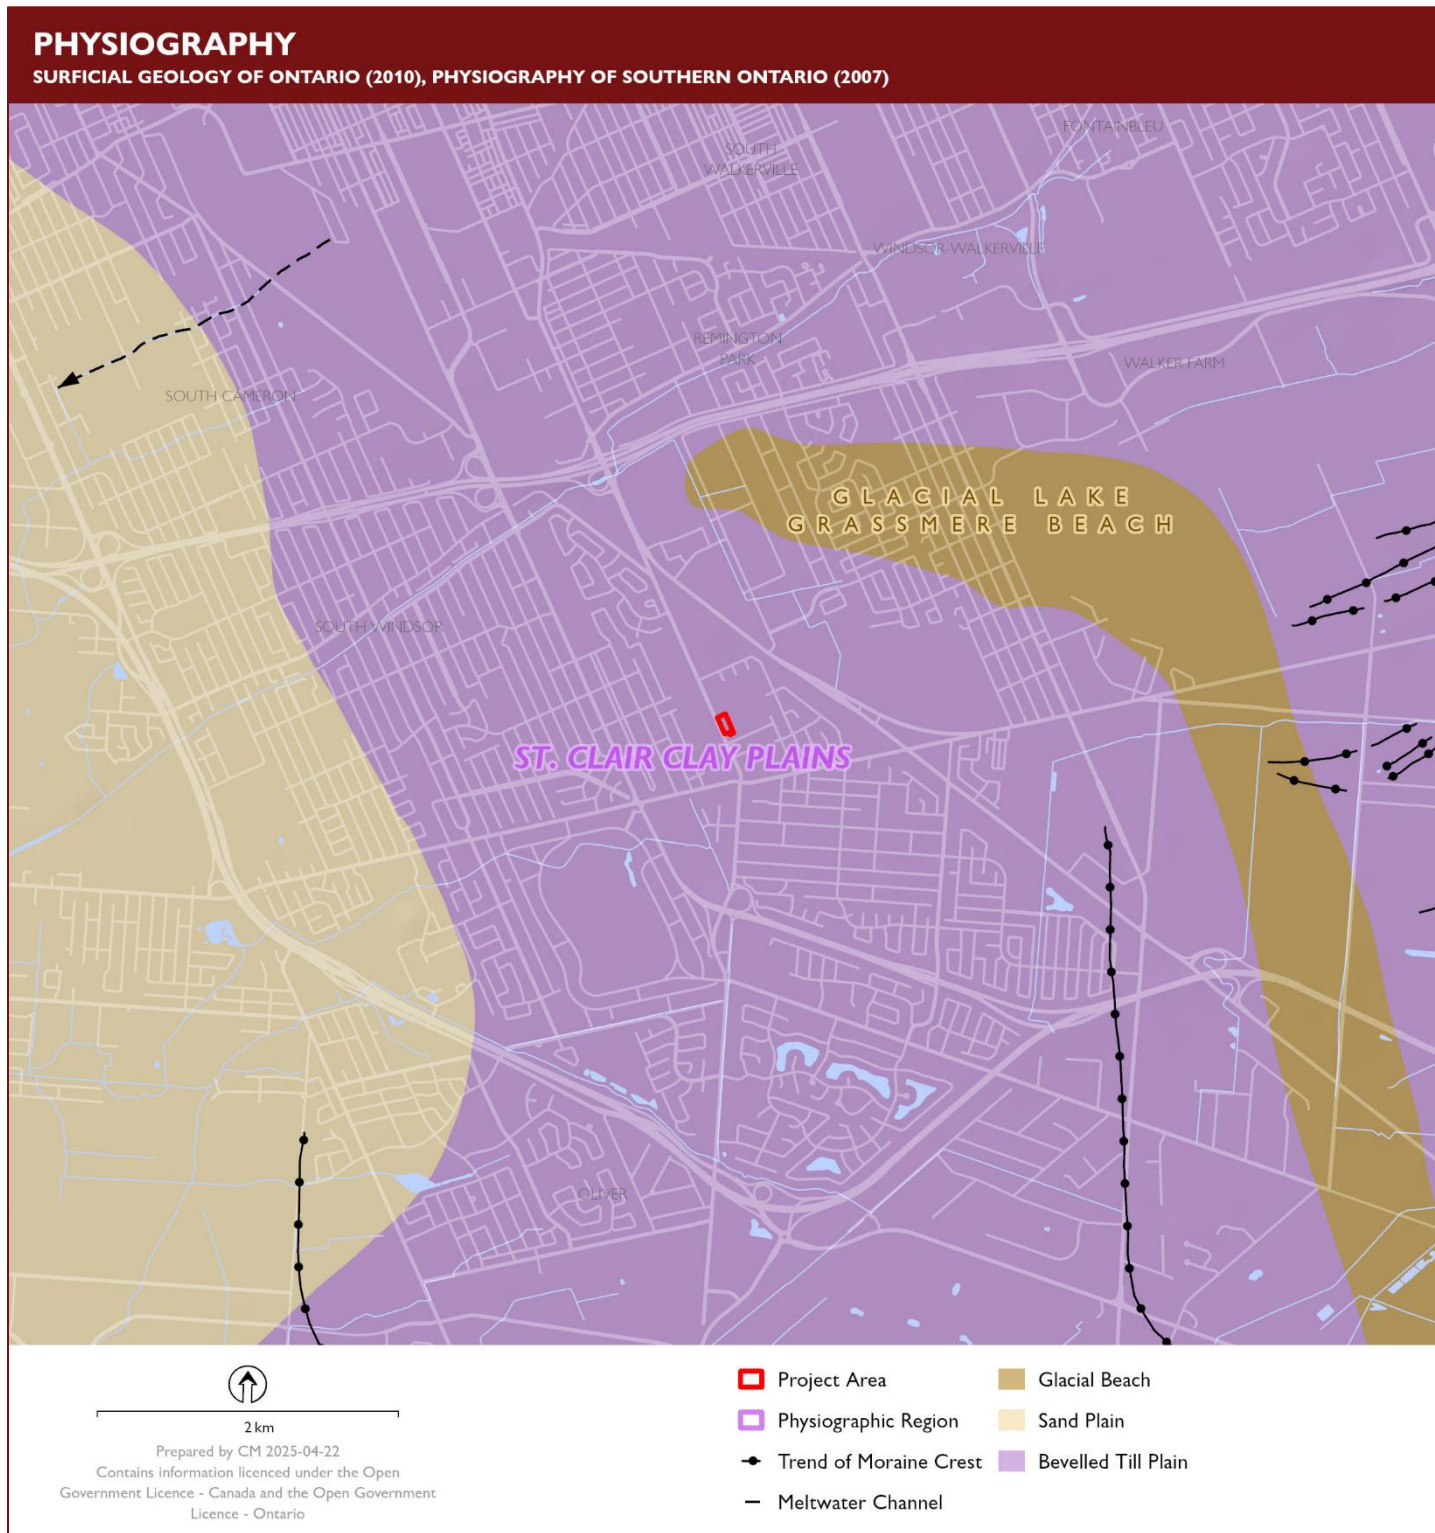 PHYSIOGRAPHY
SURFICIAL GEOLOGY OF ONTARIO (2010), PHYSIOGRAPHY OF SOUTHERN ONTARIO (2007)
FONTAINBLEU
SOUTH
WALKERVILLE
WINDSOR-WALKERVILLE
REMINGTON
PARK
WALKER FARM
SOUTH CAMERON
GLACIAL LAKE
GRASSMERE BEACH
SOUTH WINDSOR
ST. CLAIR CLAY PLAINS
OLIVER
2 km
Prepared by CM 2025-04-22
Contains information licenced under the Open
Government Licence - Canada and the Open Government
Licence - Ontario
Project Area
Physiographic Region
Trend of Moraine Crest
Meltwater Channel
Glacial Beach
Sand Plain
Bevelled Till Plain